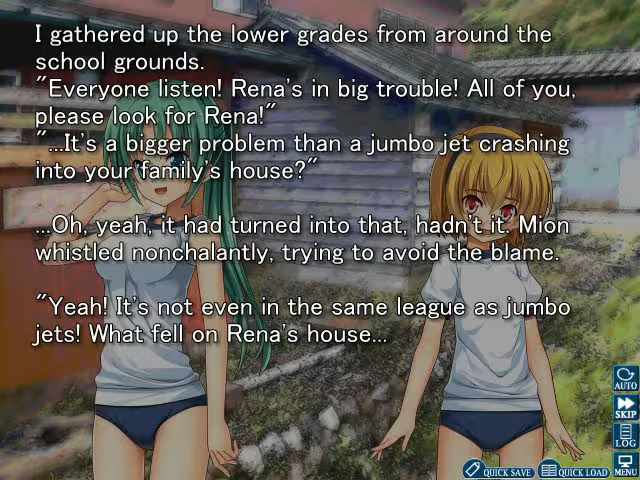 I gathered up the lower grades from around the
school grounds.
"Everyone listen! Rena's in big trouble! All of you,
please look for Rena!"
"...It's a bigger problem than a jumbo jet crashing
into your family's house?"
...Oh, yeah, it had turned into that, hadn't it. Mion
whistled nonchalantly, trying to avoid the blame.
"Yeah! It's not even in the same league as jumbo
jets! What fell on Rena's house...
AUTO
SKIP
LOG
QUICK SAVE
QUICK LOAD
MENU